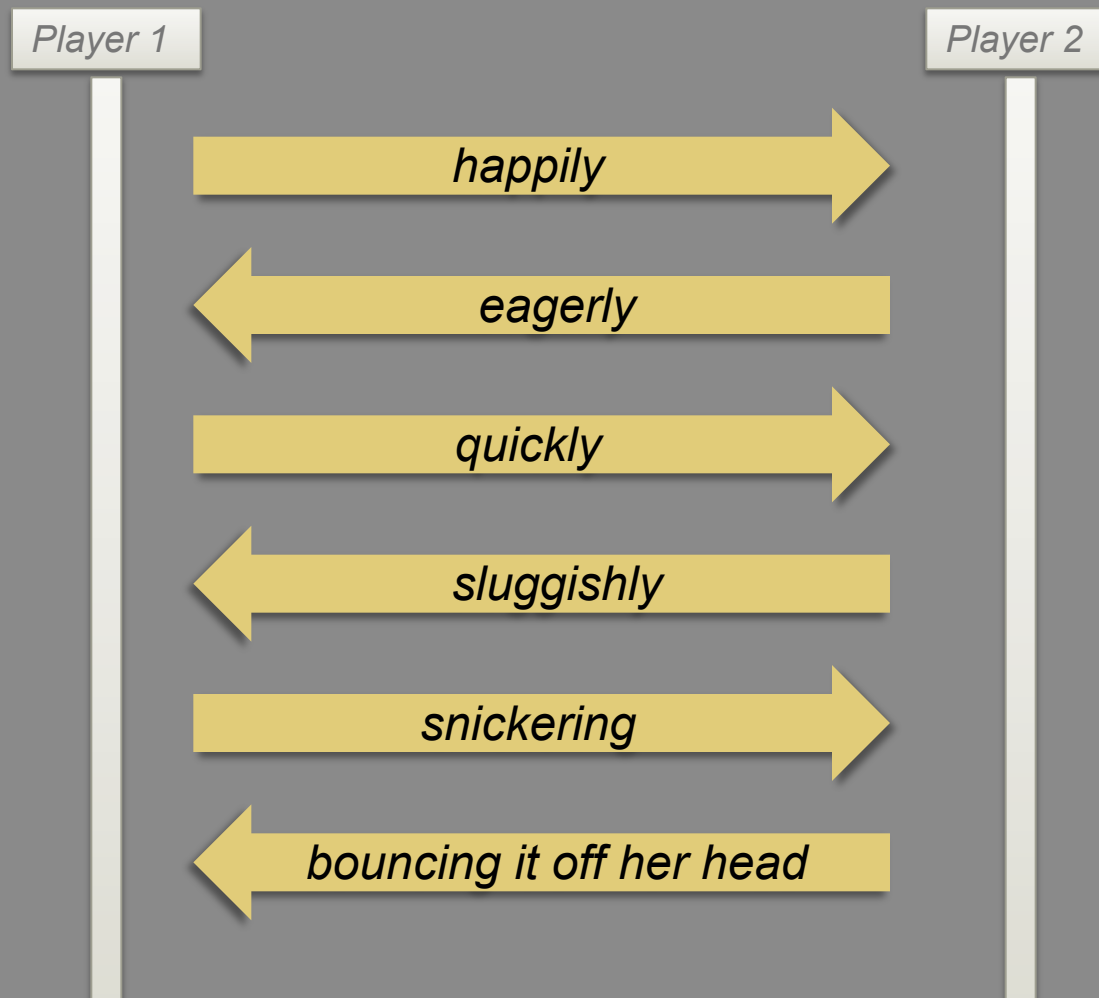 Player 1
Player 2
happily
eagerly
quickly
sluggishly
snickering
bouncing it off her head